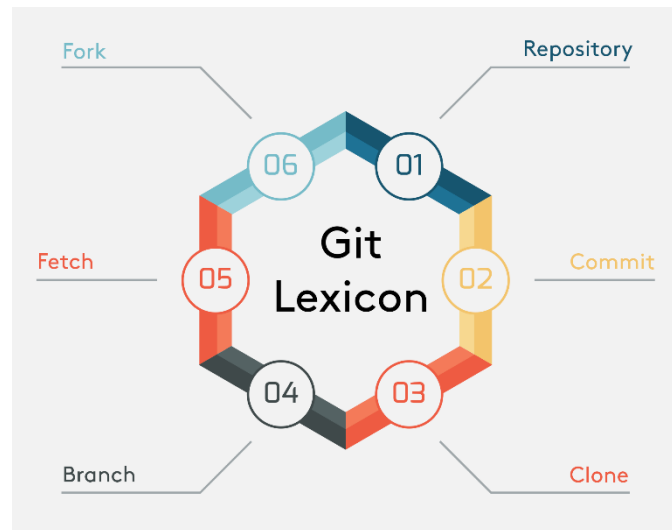 Fork
Repository
06
01
Git
Lexicon
Fetch
05
02
Commit
04
03
Branch
Clone